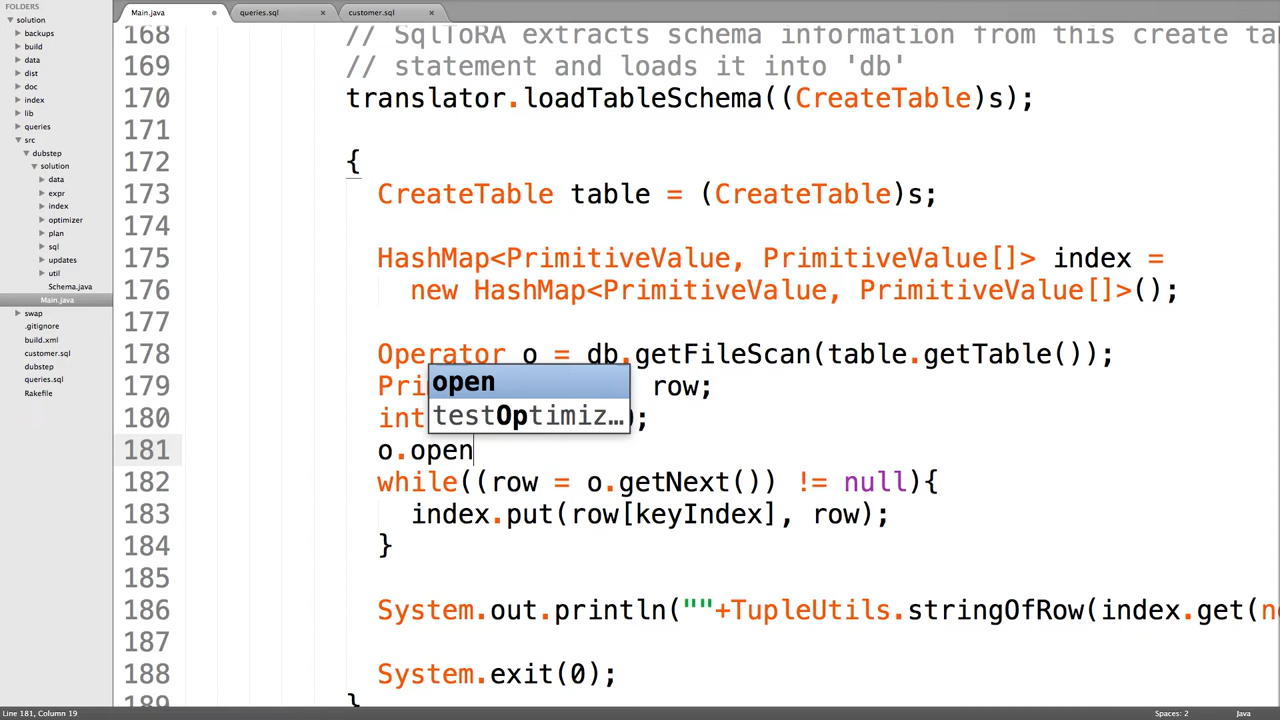 FOLDERS
solution
backups
build
data
dist
doc
index
lib
queries
src
dubstep
solution
data
expr
index
optimizer
plan
sql
updates
util
Schema.java
Main.java
swap
.gitignore
build.xml
customer.sql
dubstep
queries.sql
Rakefile
Main.java
queries.sql
customer.sql
168 // SqlToRA extracts schema information from this create ta
169 // statement and loads it into 'db'
170 translator.loadTableSchema((CreateTable)s);
171
172 {
173 CreateTable table = (CreateTable)s;
174
175 HashMap<PrimitiveValue, PrimitiveValue[]> index =
176 new HashMap<PrimitiveValue, PrimitiveValue[]>();
177
178 Operator o = db.getFileScan(table.getTable());
179 Pri row;
180 int ;
181 o.open
182 while((row = o.getNext()) != null){
183 index.put(row[keyIndex], row);
184 }
185
186 System.out.println(""+TupleUtils.stringOfRow(index.get(ne
187
188 System.exit(0);
189 }
open
testOptimiz…
Line 181, Column 19
Spaces: 2
Java